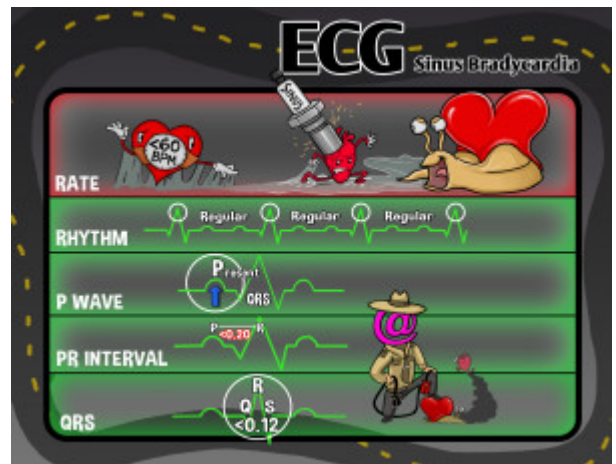 ECG
Sinus Bradycardia
SINUS
<60
BPM
RATE
Regular Regular Regular
RHYTHM
Present
QRS
P WAVE
P <0.20 R
PR INTERVAL
@
R
Q S
<0.12
QRS